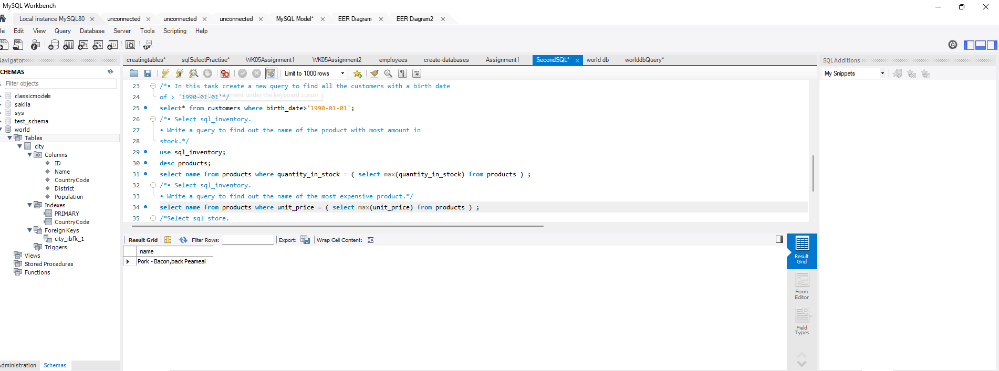 MySQL Workbench
Local instance MySQL80
unconnected
unconnected
unconnected
MySQL Model*
EER Diagram
EER Diagram2
le Edit View Query Database Server Tools Scripting Help
Navigator
creatingtables*
sqlSelectPractise*
WK05Assignment1
WK05Assignment2
employees
create-databases
Assignment1
SecondSQL*
world db
worlddbQuery*
SQLAdditions
CHEMAS
Filter objects
classicmodels
sakila
sys
test_schema
world
Tables
city
Columns
ID
Name
CountryCode
District
Population
Indexes
PRIMARY
CountryCode
Foreign Keys
city_ibfk_1
Triggers
Views
Stored Procedures
Functions
Administration Schemas
Limit to 1000 rows
My Snippets
23 /*• In this task create a new query to find all the customers with a birth date
24 of > '1990-01-01'*/
25 select* from customers where birth_date>'1990-01-01';
26 /*• Select sql_inventory.
27 • Write a query to find out the name of the product with most amount in
28 stock.*/
29 use sql_inventory;
30 desc products;
31 select name from products where quantity_in_stock = ( select max(quantity_in_stock) from products ) ;
32 /*• Select sql_inventory.
33 • Write a query to find out the name of the most expensive product.*/
34 select name from products where unit_price = ( select max(unit_price) from products ) ;
35 /*Select sql store.
Result Grid
Filter Rows:
Export:
Wrap Cell Content:
name
Pork - Bacon,back Peameal
Result
Grid
Form
Editor
Field
Types